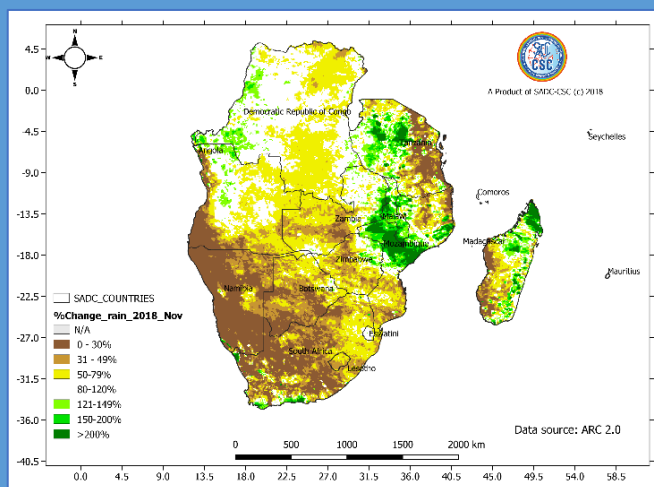 N
W E
S
CSC
A Product of SADC-CSC (c) 2018
4.5
0.0
-4.5
-9.0
-13.5
-18.0
-22.5
-27.0
-31.5
-36.0
-40.5
Democratic Republic of Congo
Tanzania
Seychelles
Angola
Comoros
Zambia
Malawi
Mozambique
Madagascar
Zimbabwe
Mauritius
Namibia
Botswana
Eswatini
South Africa
Lesotho
SADC_COUNTRIES
%Change_rain_2018_Nov
N/A
0 - 30%
31 - 49%
50-79%
80-120%
121-149%
150-200%
>200%
Data source: ARC 2.0
0 500 1000 1500 2000 km
0.0 4.5 9.0 13.5 18.0 22.5 27.0 31.5 36.0 40.5 45.0 49.5 54.0 58.5